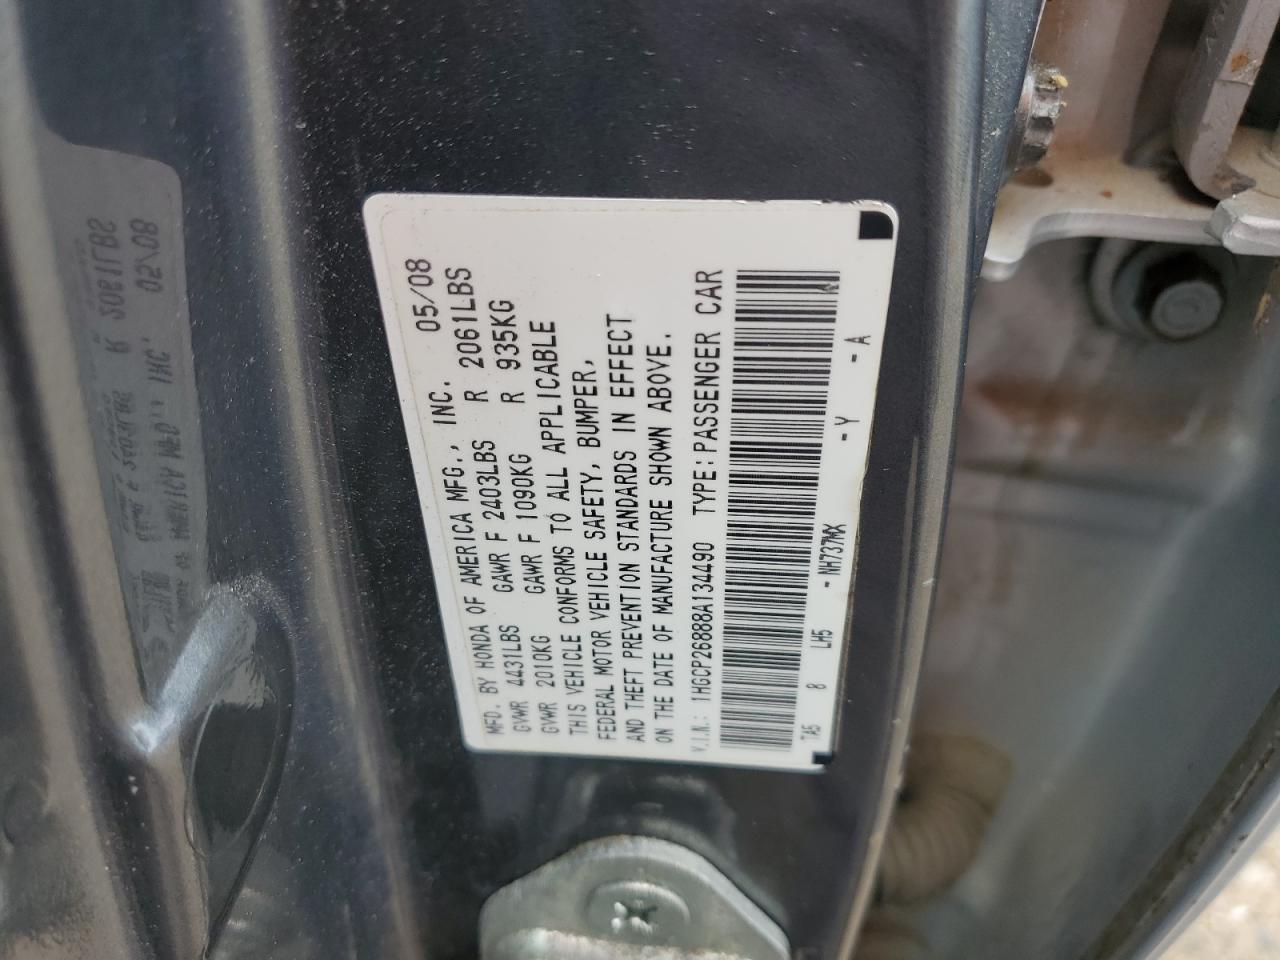 MFD. BY HONDA OF AMERICA MFG., INC. 05/08
GVWR 4431LBS GAWR F 2403LBS R 2061LBS
GVWR 2010KG GAWR F 1090KG R 935KG
THIS VEHICLE CONFORMS TO ALL APPLICABLE
FEDERAL MOTOR VEHICLE SAFETY, BUMPER,
AND THEFT PREVENTION STANDARDS IN EFFECT
ON THE DATE OF MANUFACTURE SHOWN ABOVE.
V.I.N.: 1HGCP26888A134490 TYPE:PASSENGER CAR
TA5 8 LH5 - NH737MX - Y - A